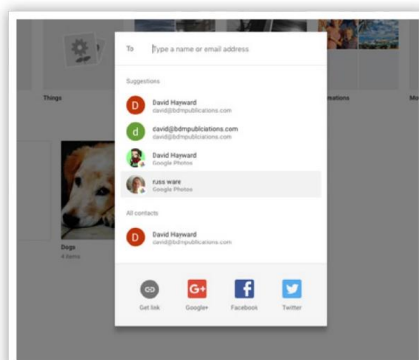 To Type a name or email address
Suggestions
David Hayward
david@bdmpublications.com
david@bdmpublciations.com
David Hayward
Google Photos
russ ware
Google Photos
All contacts
David Hayward
david@bdmpublications.com
Get link Google+ Facebook Twitter
Things
Dogs
4 items